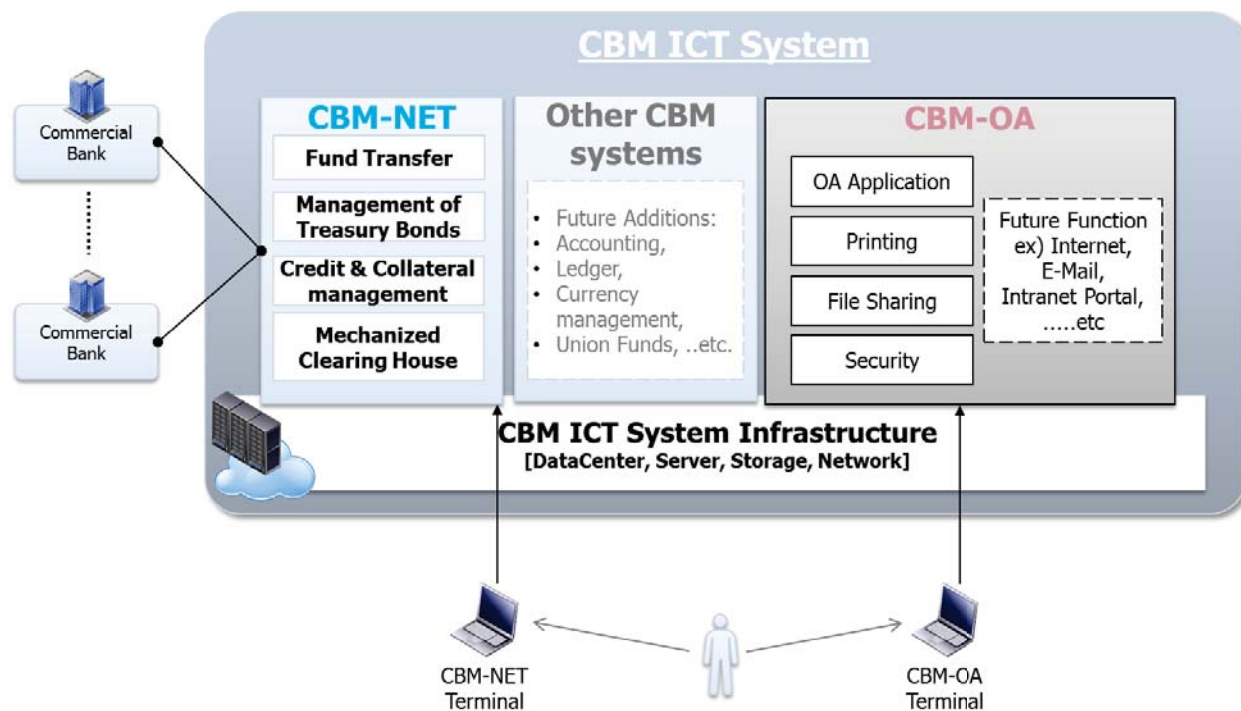 CBM ICT System
Commercial
Bank
Commercial
Bank
CBM-NET
Fund Transfer
Management of
Treasury Bonds
Credit & Collateral
management
Mechanized
Clearing House
Other CBM
systems
• Future Additions:
• Accounting,
• Ledger,
• Currency
management,
• Union Funds, ..etc.
CBM-OA
OA Application
Printing
File Sharing
Security
Future Function
ex) Internet,
E-Mail,
Intranet Portal,
.....etc
CBM ICT System Infrastructure
[DataCenter, Server, Storage, Network]
CBM-NET
Terminal
CBM-OA
Terminal